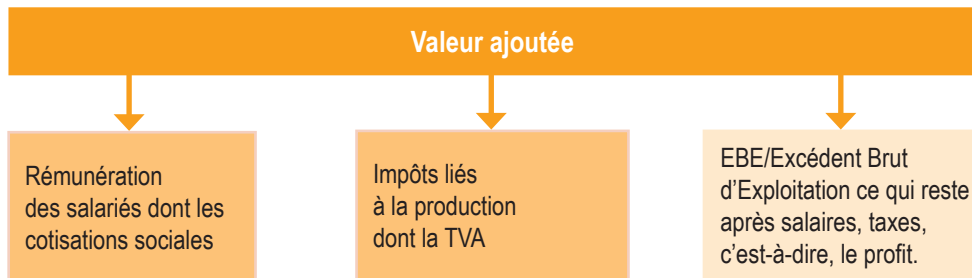 Valeur ajoutée
Rémunération
des salariés dont les
cotisations sociales
Impôts liés
à la production
dont la TVA
EBE/Excédent Brut
d’Exploitation ce qui reste
après salaires, taxes,
c’est-à-dire, le profit.